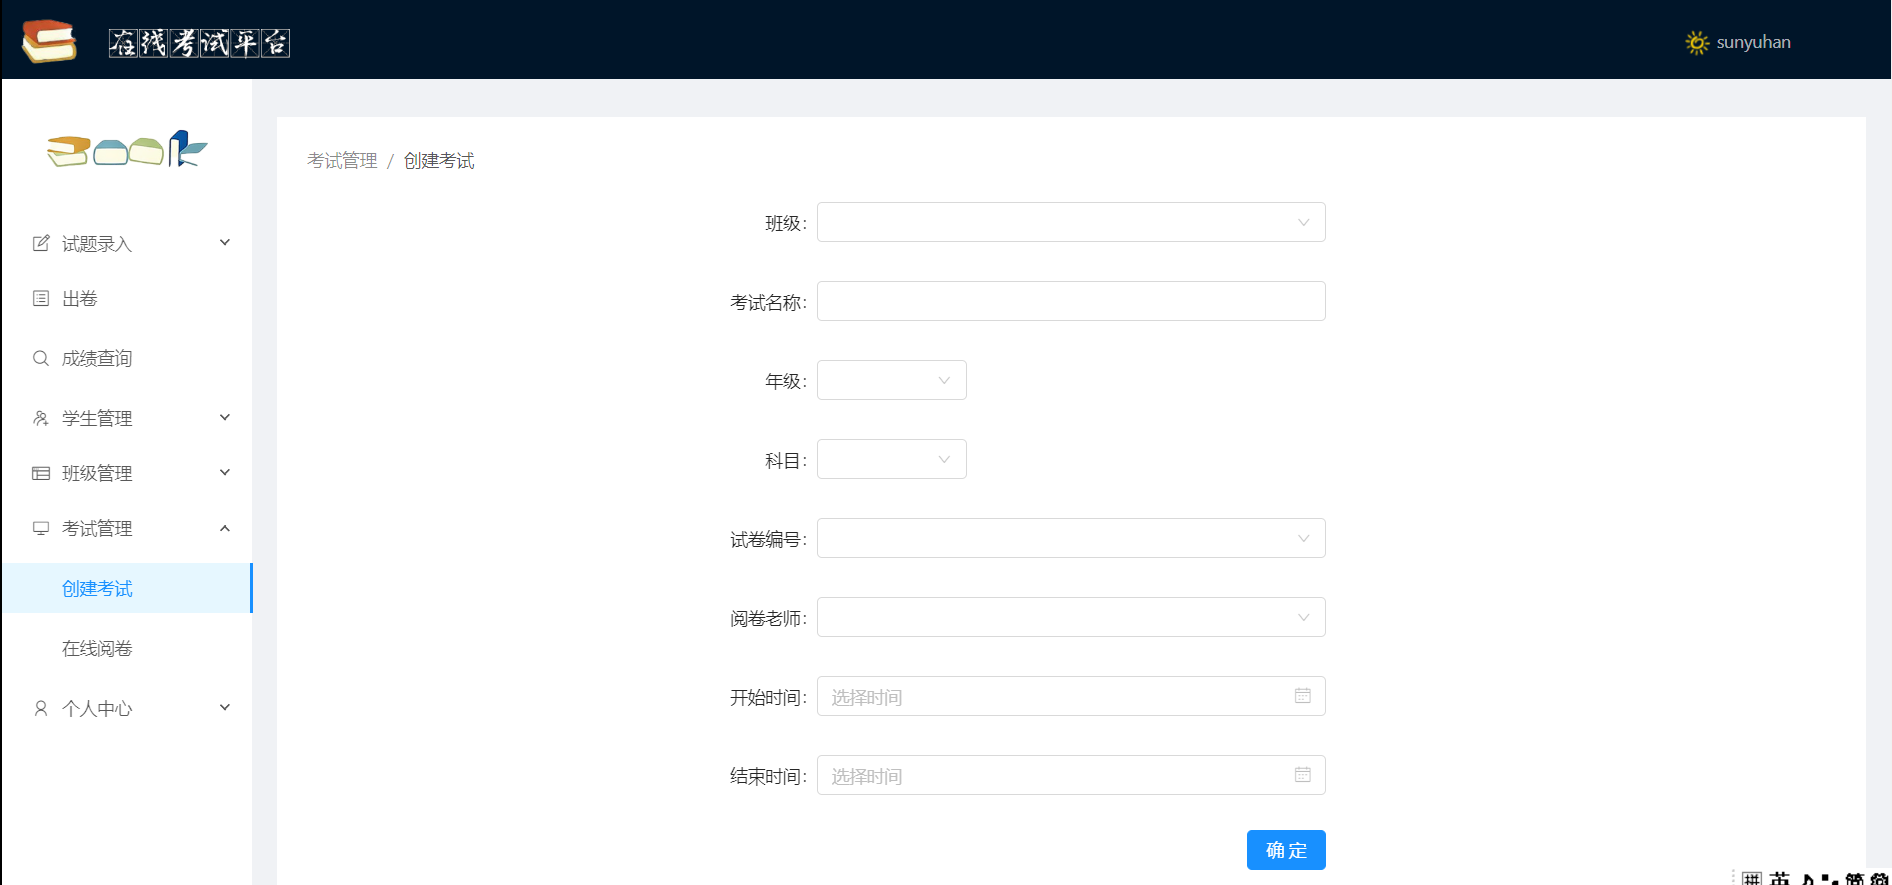 在线考试平台
sunyuhan
book
考试管理 / 创建考试
试题录入
出卷
成绩查询
学生管理
班级管理
考试管理
创建考试
在线阅卷
个人中心
班级:
考试名称:
年级:
科目:
试卷编号:
阅卷老师:
开始时间: 选择时间
结束时间: 选择时间
确定
拼 英 简